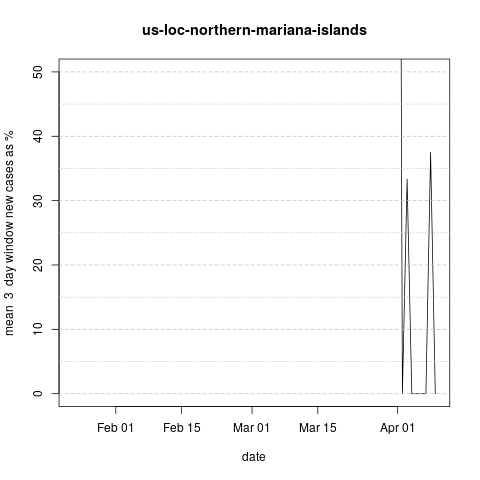 us-loc-northern-mariana-islands
mean  3  day window new cases as %
50
40
30
20
10
0
Feb 01
Feb 15
Mar 01
Mar 15
Apr 01
date